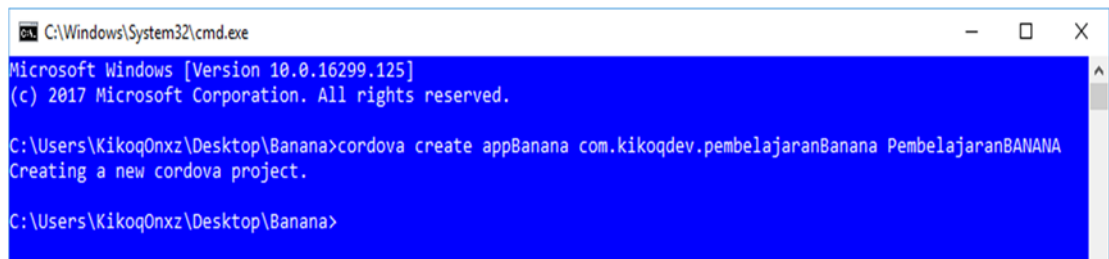 C:\Windows\System32\cmd.exe
Microsoft Windows [Version 10.0.16299.125]
(c) 2017 Microsoft Corporation. All rights reserved.
C:\Users\KikoqOnxz\Desktop\Banana>cordova create appBanana com.kikoqdev.pembelajaranBanana PembelajaranBANANA
Creating a new cordova project.
C:\Users\KikoqOnxz\Desktop\Banana>